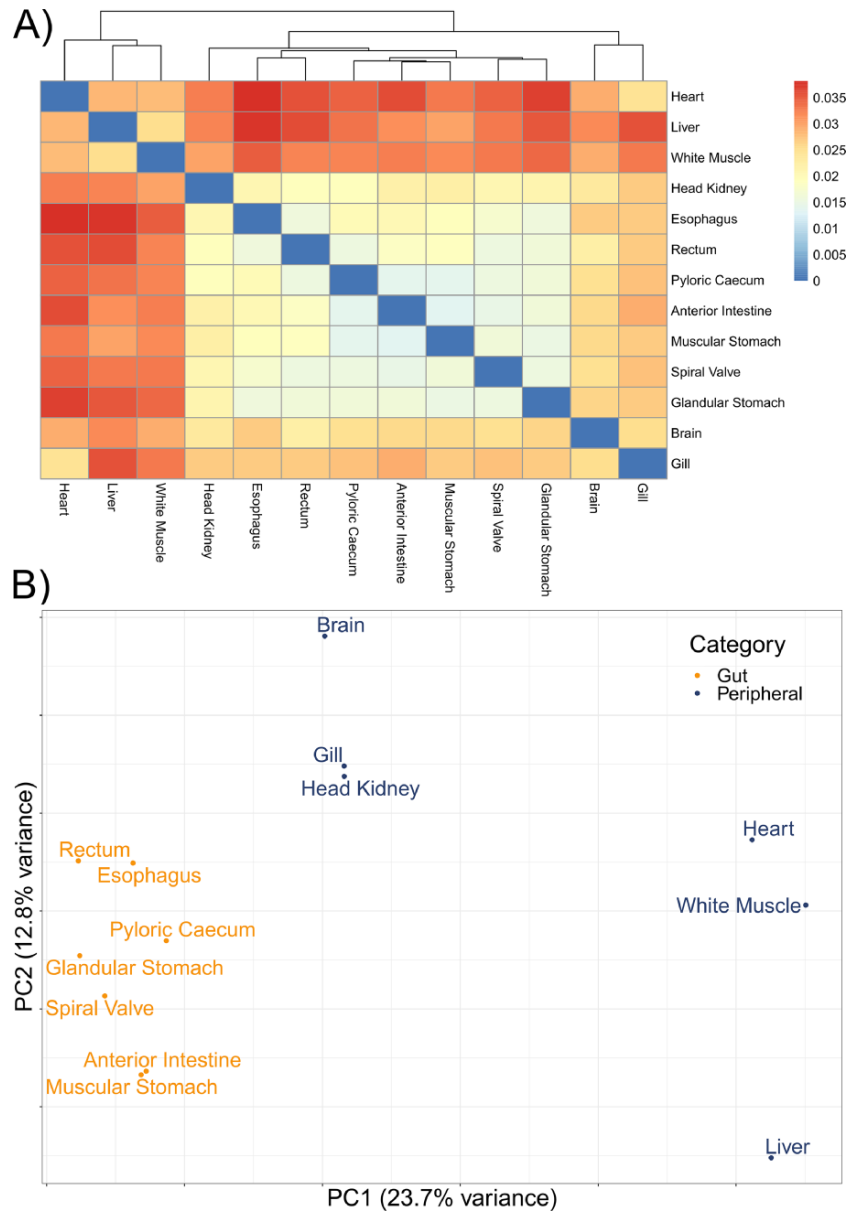 A)
Heart
Liver
White Muscle
Head Kidney
Esophagus
Rectum
Pyloric Caecum
Anterior Intestine
Muscular Stomach
Spiral Valve
Glandular Stomach
Brain
Gill
0.035
0.03
0.025
0.02
0.015
0.01
0.005
0
Heart
Liver
White Muscle
Head Kidney
Esophagus
Rectum
Pyloric Caecum
Anterior Intestine
Muscular Stomach
Spiral Valve
Glandular Stomach
Brain
Gill
B)
PC2 (12.8% variance)
Brain
Category
Gut
Peripheral
Gill
Head Kidney
Heart
Rectum
Esophagus
White Muscle
Pyloric Caecum
Glandular Stomach
Spiral Valve
Anterior Intestine
Muscular Stomach
Liver
PC1 (23.7% variance)